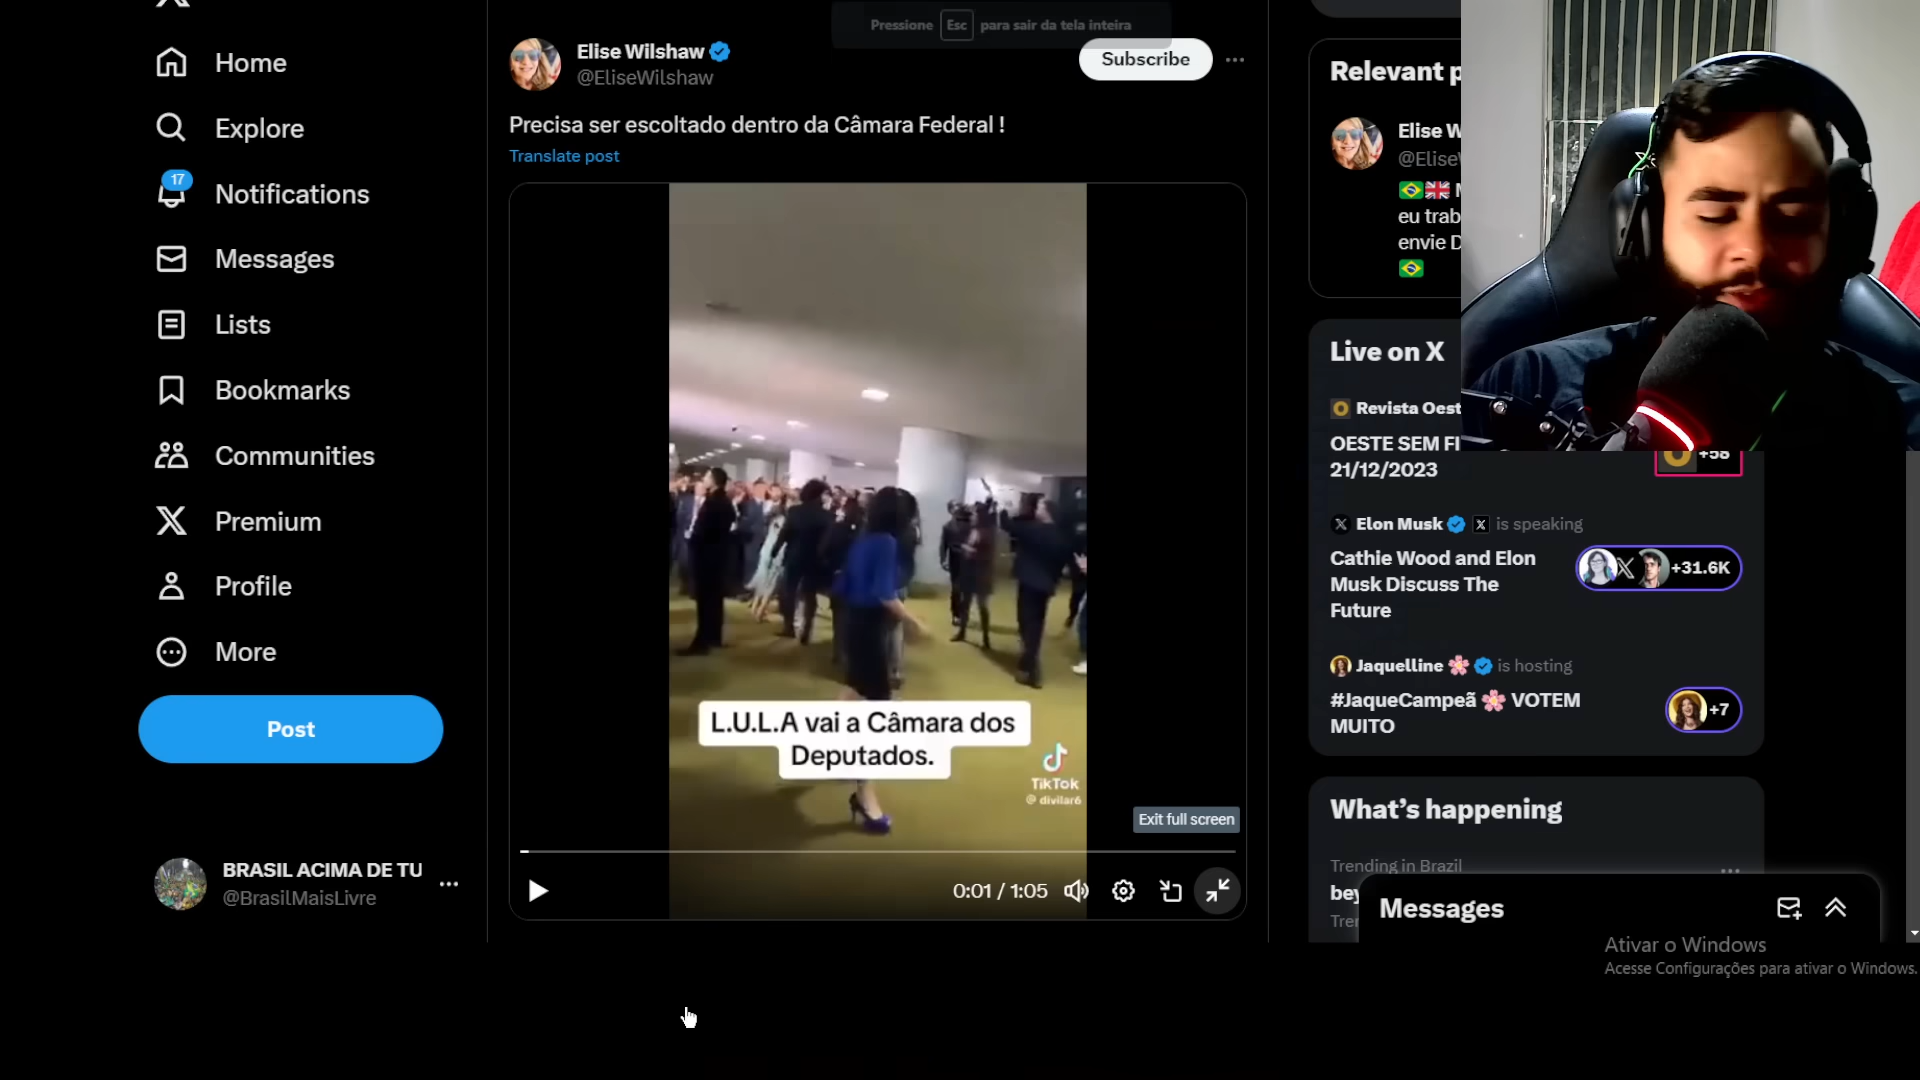 Pressione Esc para sair da tela inteira
Home
Explore
17
Notifications
Messages
Lists
Bookmarks
Communities
Premium
Profile
More
Post
BRASIL ACIMA DE TU
@BrasilMaisLivre
Elise Wilshaw
@EliseWilshaw
Subscribe
Precisa ser escoltado dentro da Câmara Federal !
Translate post
L.U.L.A vai a Câmara dos
Deputados.
TikTok
@divilar6
Exit full screen
0:01 / 1:05
Relevant p
Elise W
@Elise
eu trab
envie D
Live on X
Revista Oest
OESTE SEM FI
21/12/2023
+58
Elon Musk is speaking
Cathie Wood and Elon
Musk Discuss The
Future
+31.6K
Jaquelline is hosting
#JaqueCampeã VOTEM
MUITO
+7
What's happening
Trending in Brazil
bey
Tre
Messages
Ativar o Windows
Acesse Configurações para ativar o Windows.